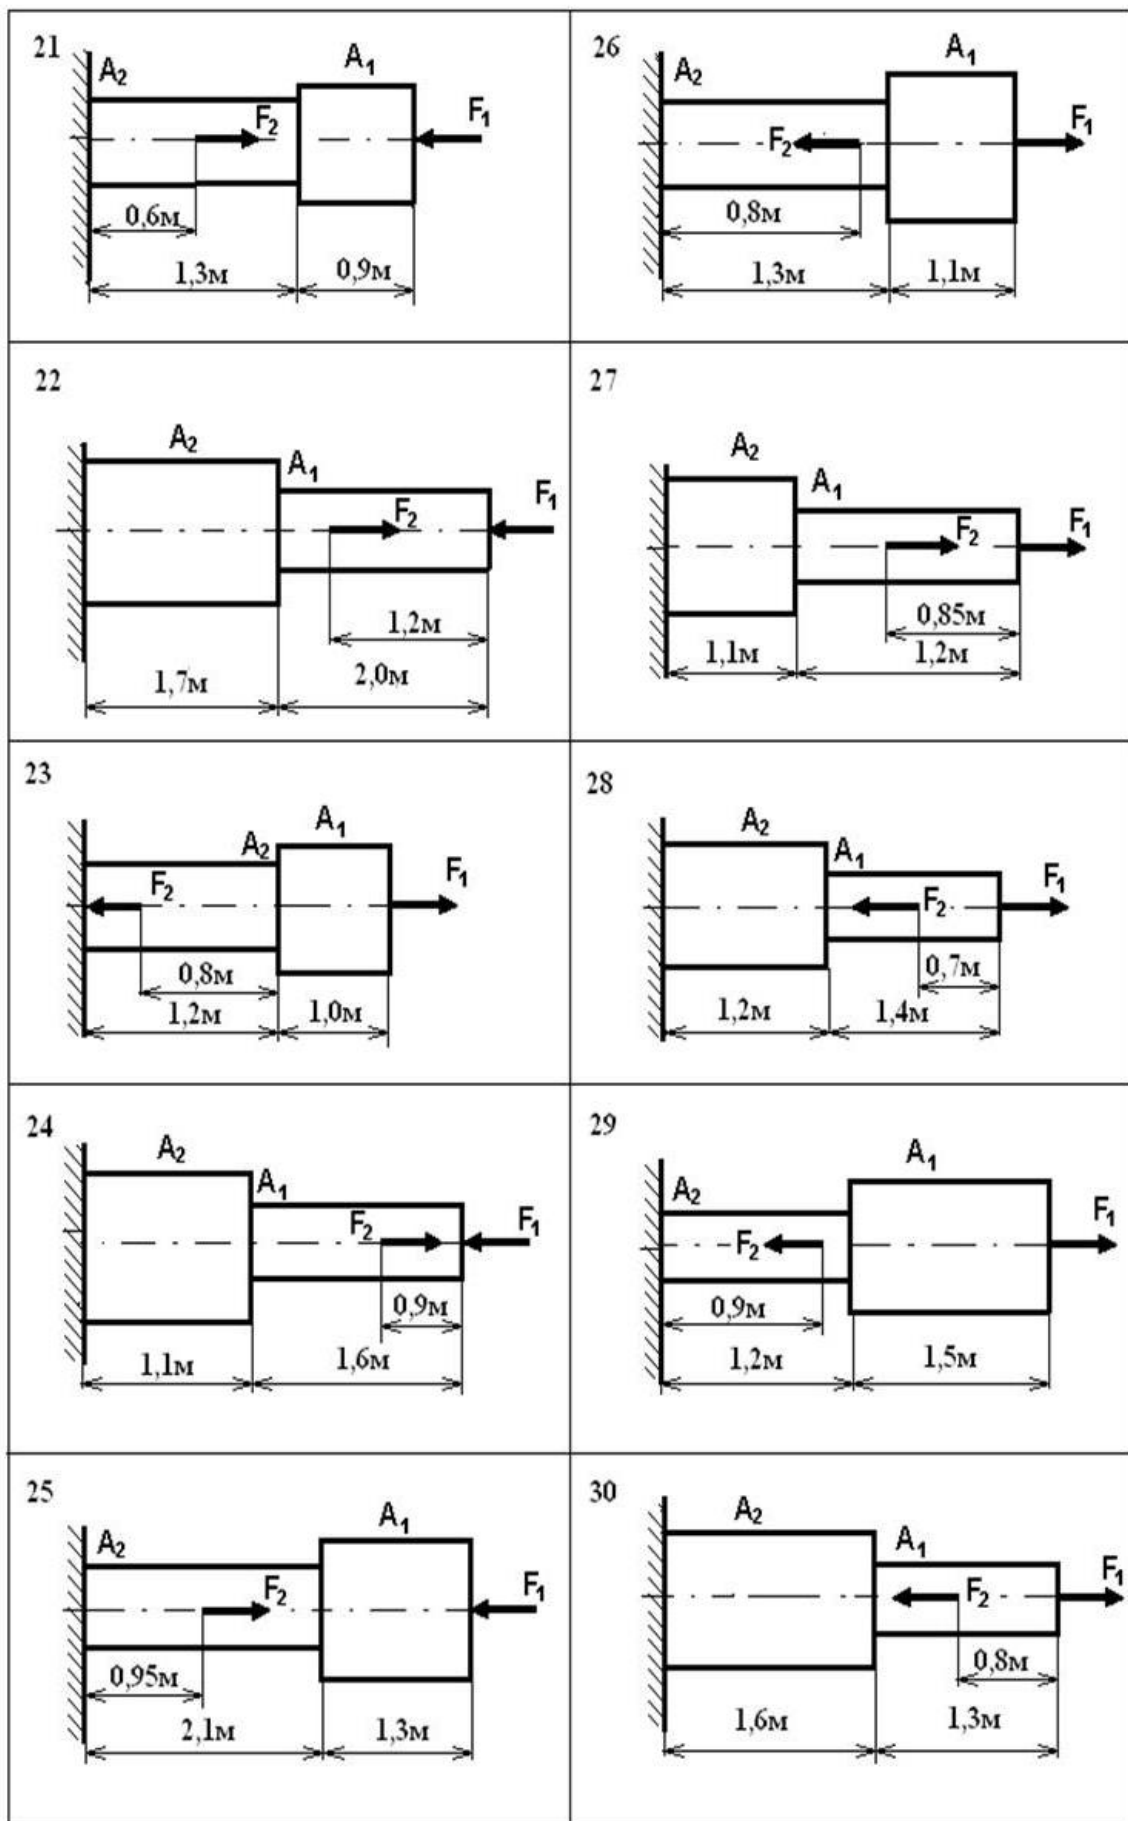 21
A₂
A₁
F₂
F₁
0,6м
1,3м
0,9м
26
A₂
A₁
F₂
F₁
0,8м
1,3м
1,1м
22
A₂
A₁
F₂
F₁
1,2м
1,7м
2,0м
27
A₂
A₁
F₂
F₁
0,85м
1,1м
1,2м
23
A₂
A₁
F₂
F₁
0,8м
1,2м
1,0м
28
A₂
A₁
F₂
F₁
0,7м
1,2м
1,4м
24
A₂
A₁
F₂
F₁
0,9м
1,1м
1,6м
29
A₂
A₁
F₂
F₁
0,9м
1,2м
1,5м
25
A₂
A₁
F₂
F₁
0,95м
2,1м
1,3м
30
A₂
A₁
F₂
F₁
0,8м
1,6м
1,3м